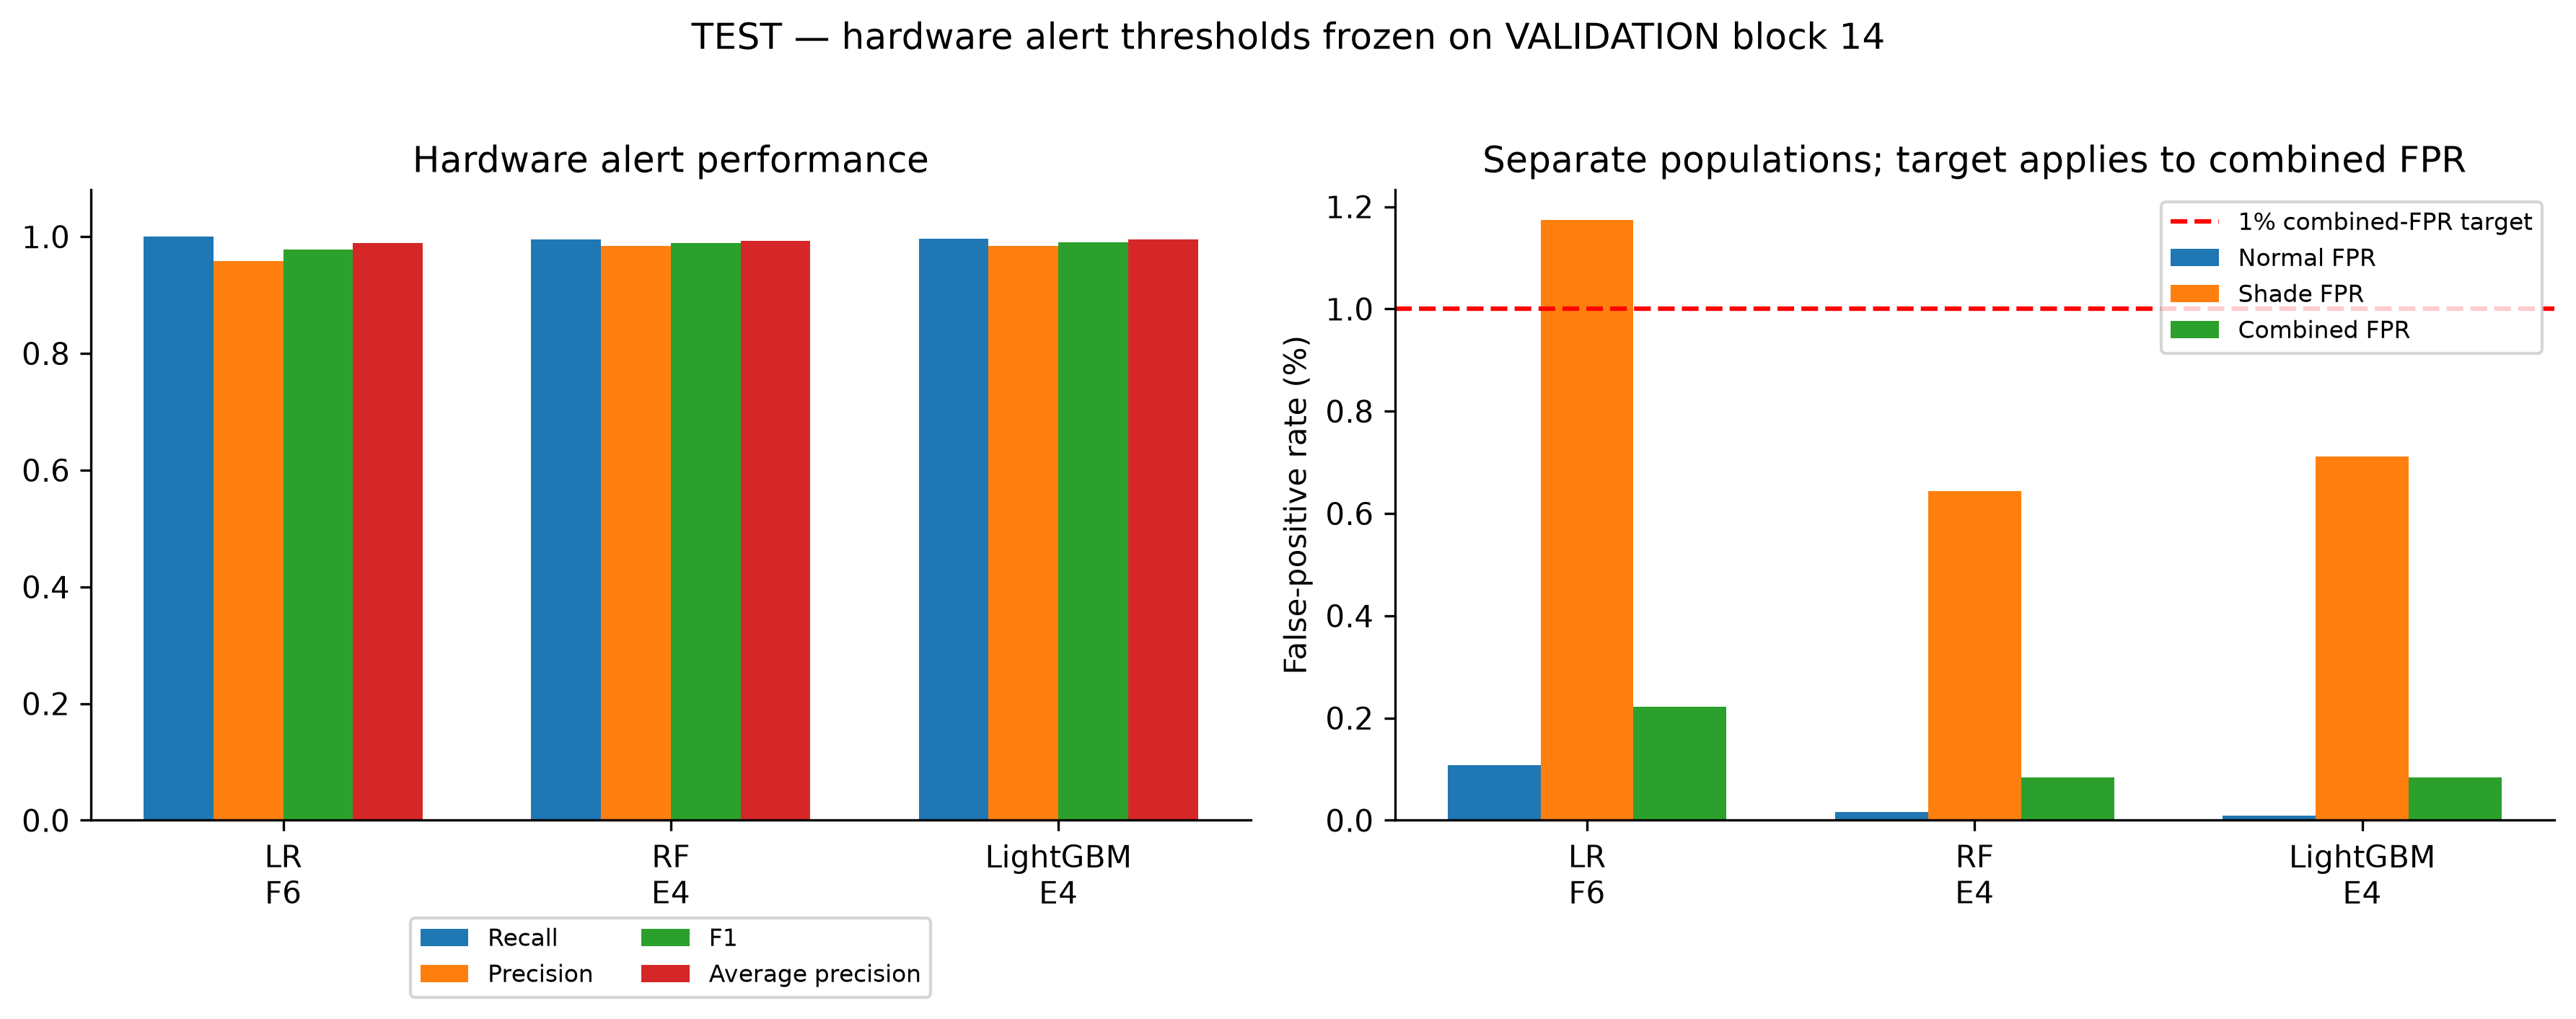 TEST — hardware alert thresholds frozen on VALIDATION block 14
Hardware alert performance
1.0
0.8
0.6
0.4
0.2
0.0
LR
F6
RF
E4
LightGBM
E4
Recall
Precision
F1
Average precision
Separate populations; target applies to combined FPR
False-positive rate (%)
1.2
1.0
0.8
0.6
0.4
0.2
0.0
1% combined-FPR target
Normal FPR
Shade FPR
Combined FPR
LR
F6
RF
E4
LightGBM
E4